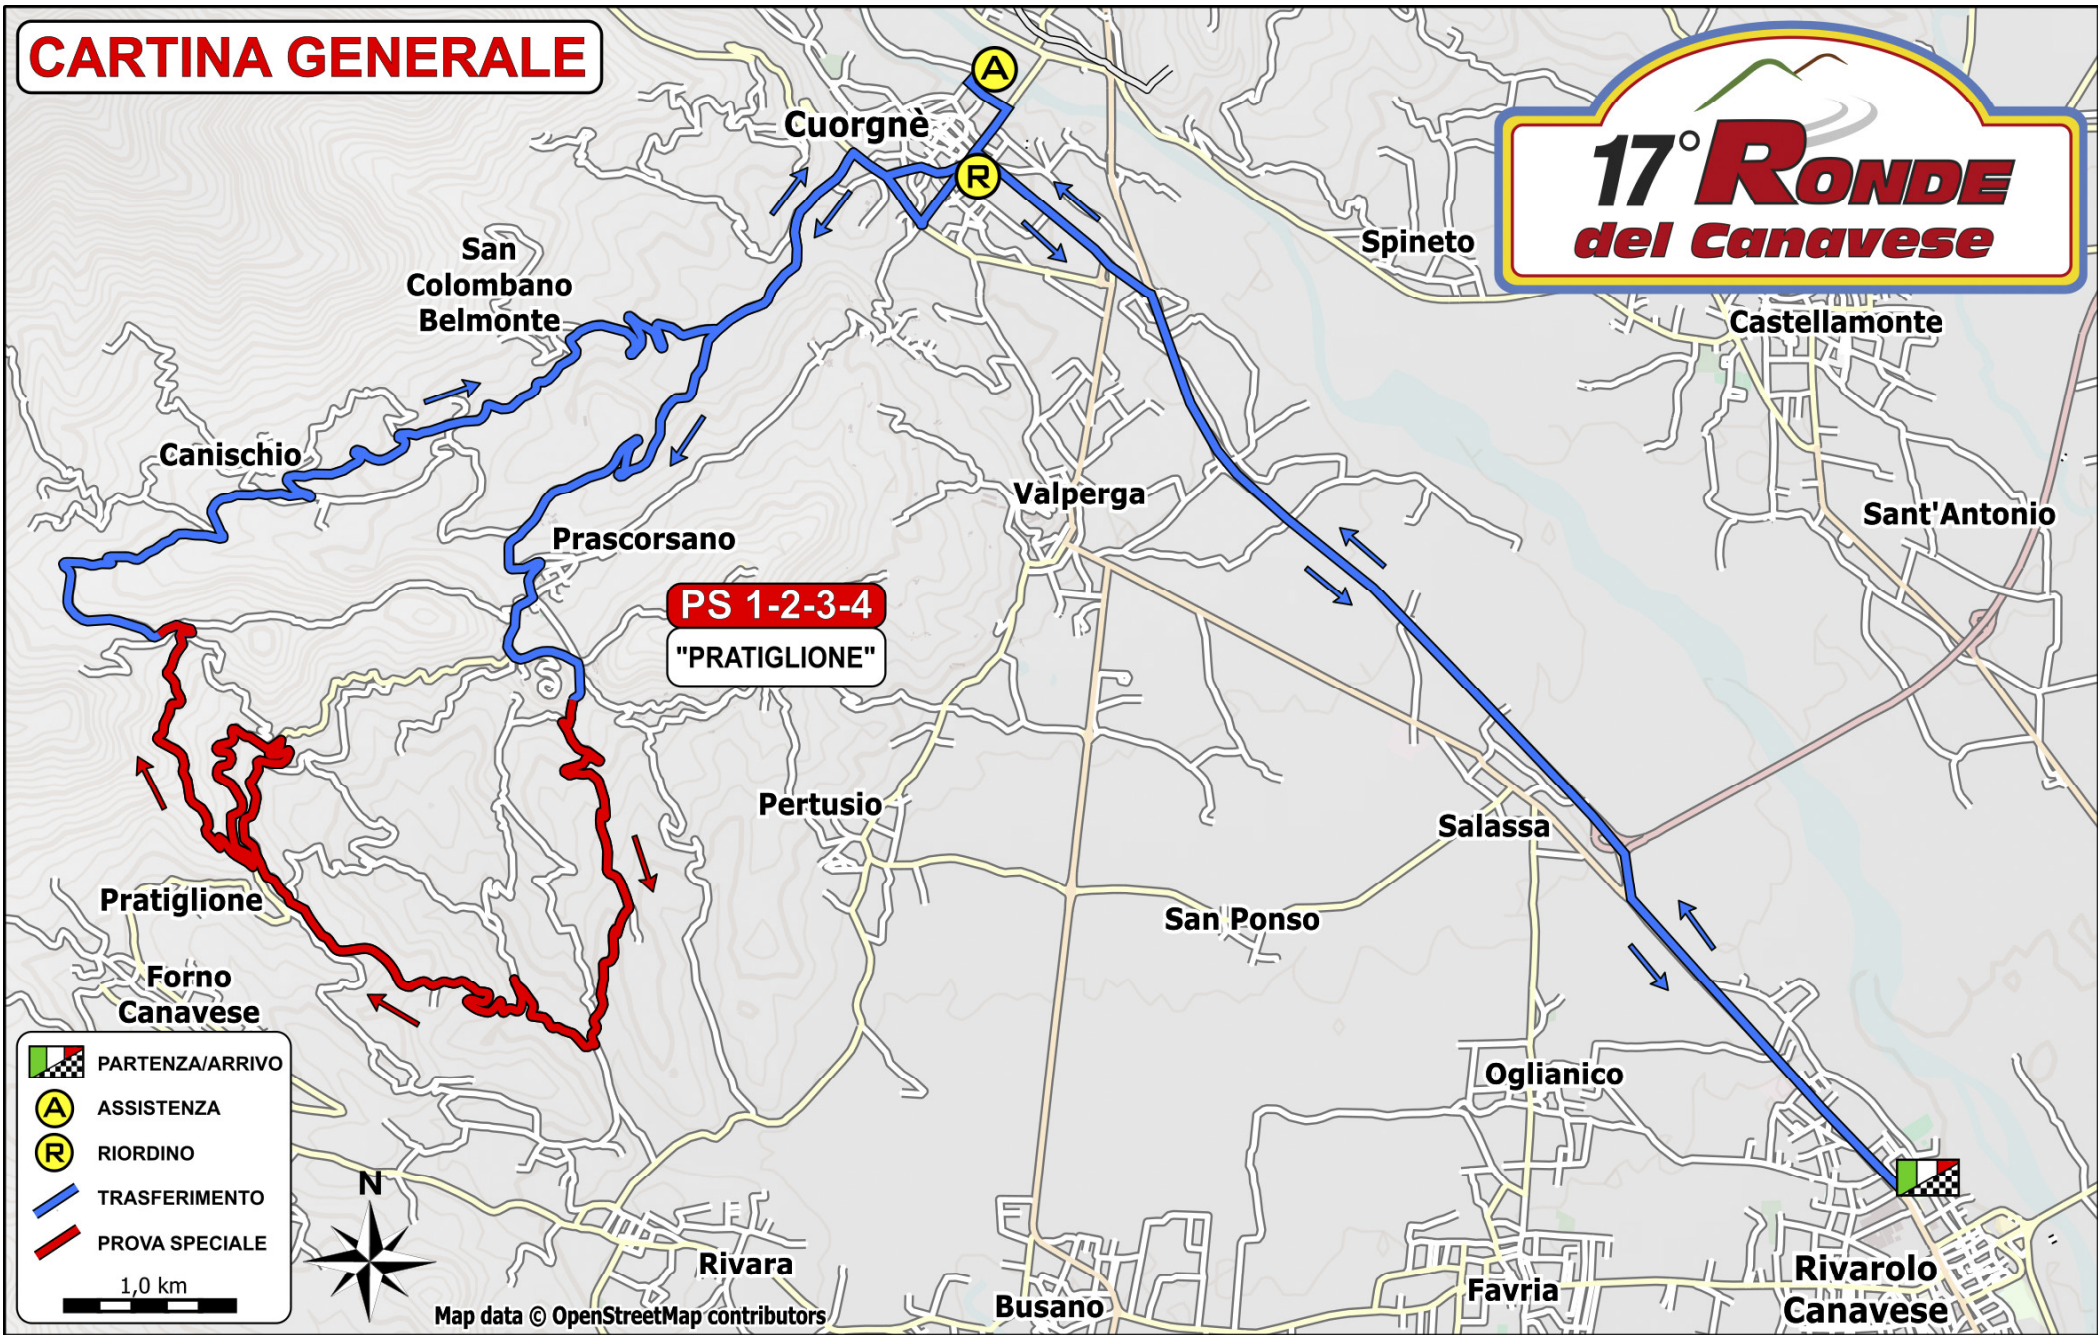 CARTINA GENERALE
A
Cuorgnè
R
17° RONDE
del Canavese
San
Colombano
Belmonte
Spineto
Castellamonte
Canischio
Valperga
Sant'Antonio
Prascorsano
PS 1-2-3-4
"PRATIGLIONE"
Pertusio
Salassa
Pratiglione
San Ponso
Forno
Canavese
Oglianico
PARTENZA/ARRIVO
A ASSISTENZA
R RIORDINO
TRASFERIMENTO
PROVA SPECIALE
1,0 km
N
Rivara
Busano
Favria
Rivarolo
Canavese
Map data © OpenStreetMap contributors